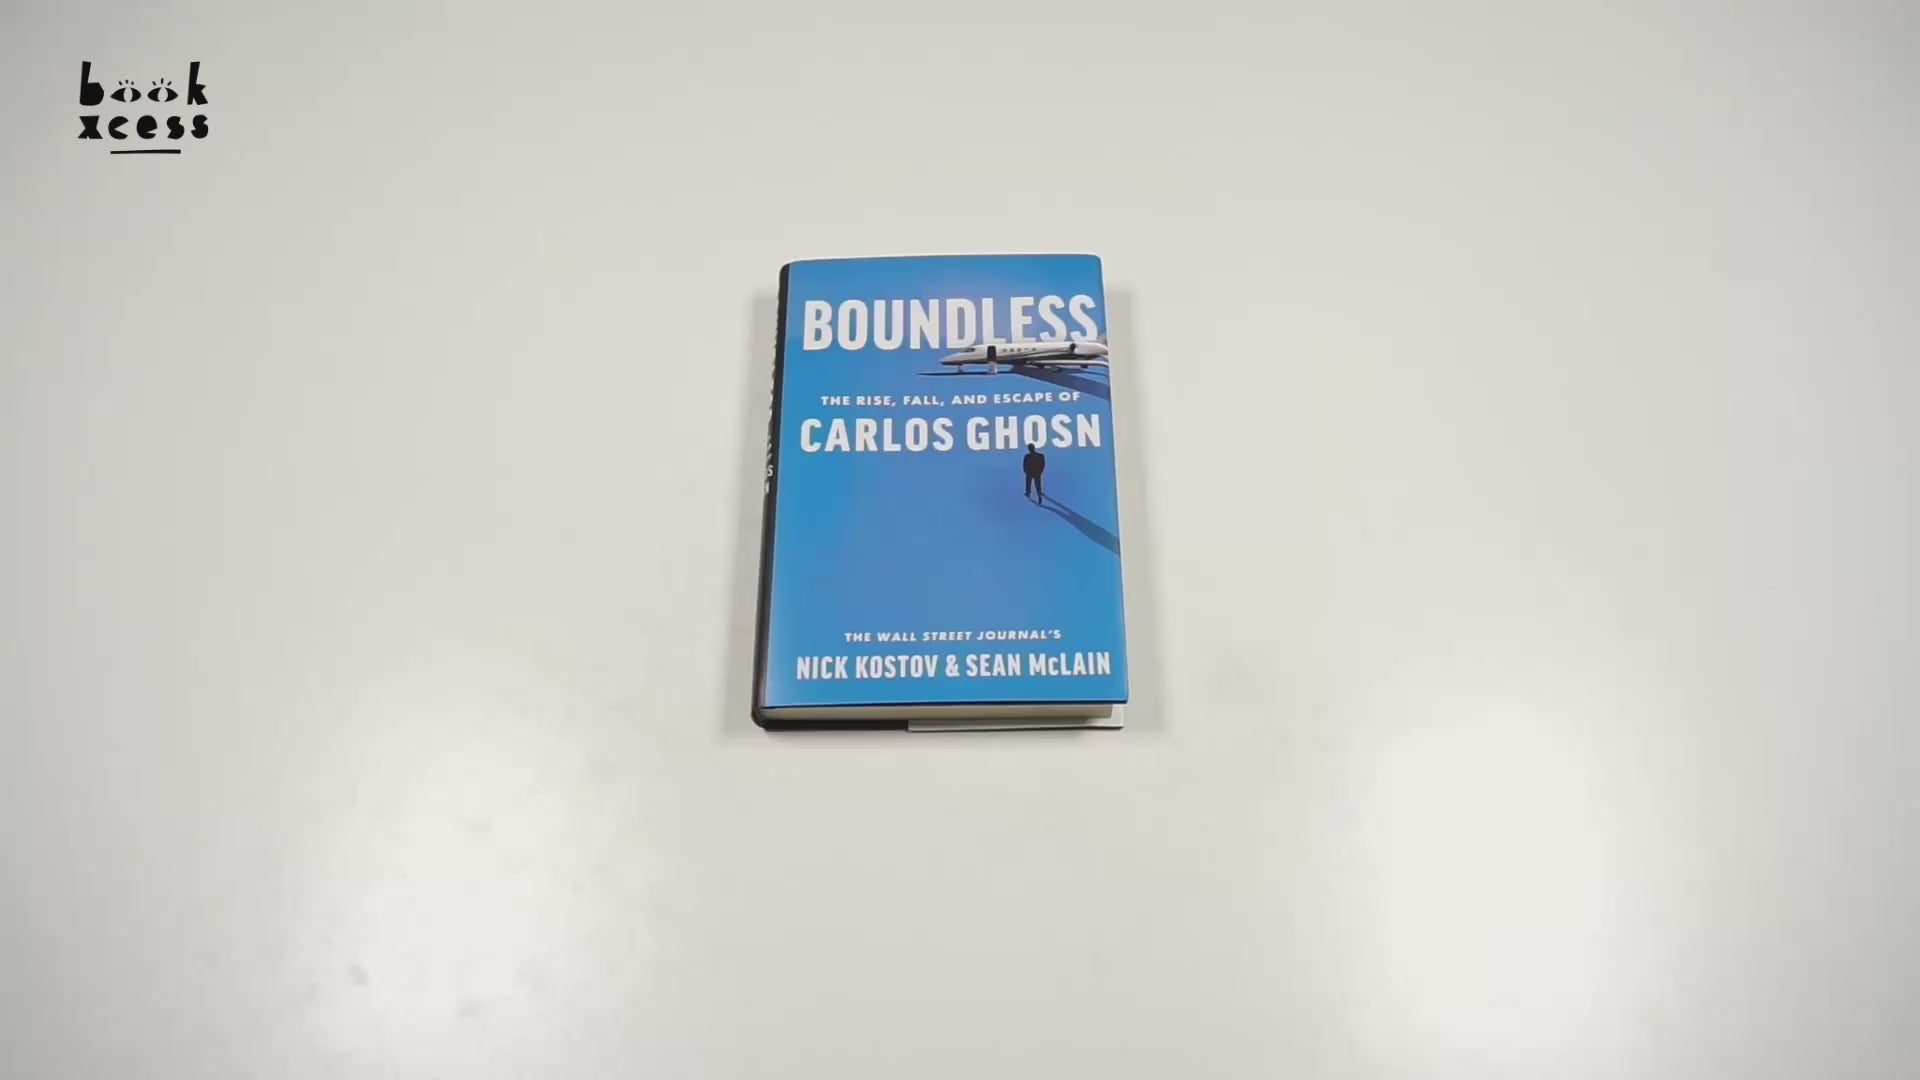 book
xcess
BOUNDLESS
THE RISE, FALL, AND ESCAPE OF
CARLOS GHOSN
THE WALL STREET JOURNAL'S
NICK KOSTOV & SEAN McLAIN